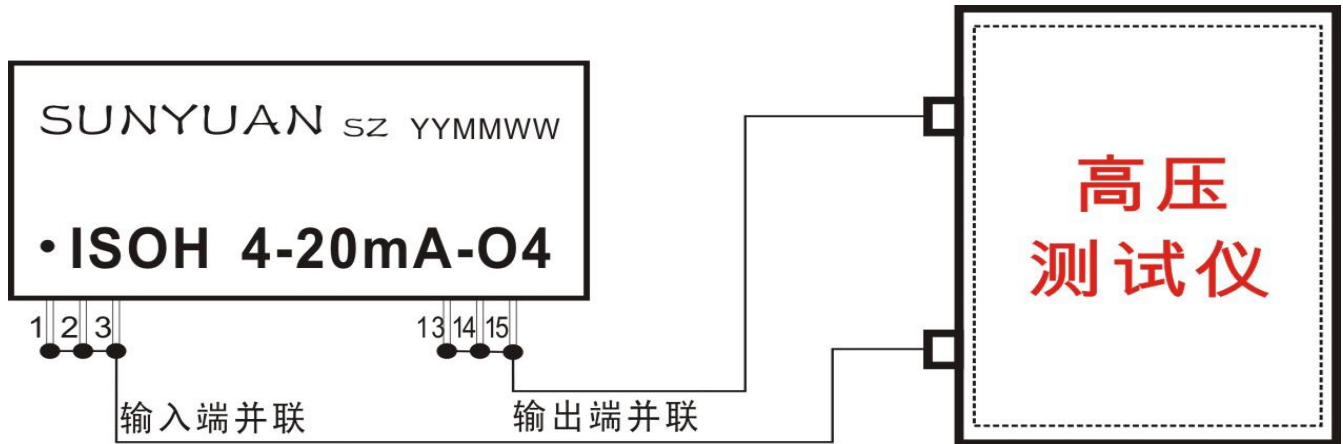 SUNYUAN SZ YYMMWW
•ISOH 4-20mA-O4
1 2 3 13 14 15
输入端并联 输出端并联
高压
测试仪